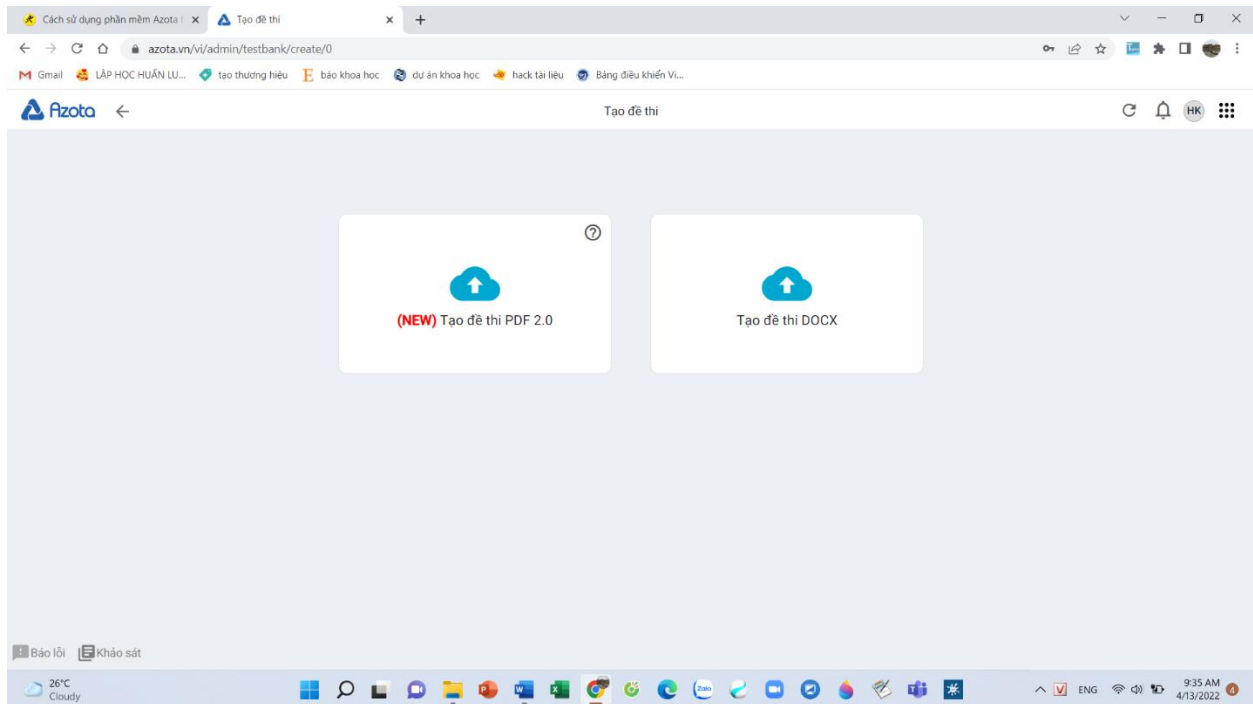 Cách sử dụng phần mềm Azota
Tạo đề thi
azota.vn/vi/admin/testbank/create/0
Gmail
LỚP HỌC HUẤN LU...
tạo thương hiệu
báo khoa học
dự án khoa học
hack tài liệu
Bảng điều khiển Vi...
Azota
Tạo đề thi
HK
(NEW) Tạo đề thi PDF 2.0
Tạo đề thi DOCX
Báo lỗi
Khảo sát
26°C
Cloudy
Zalo
V
ENG
9:35 AM
4/13/2022
4